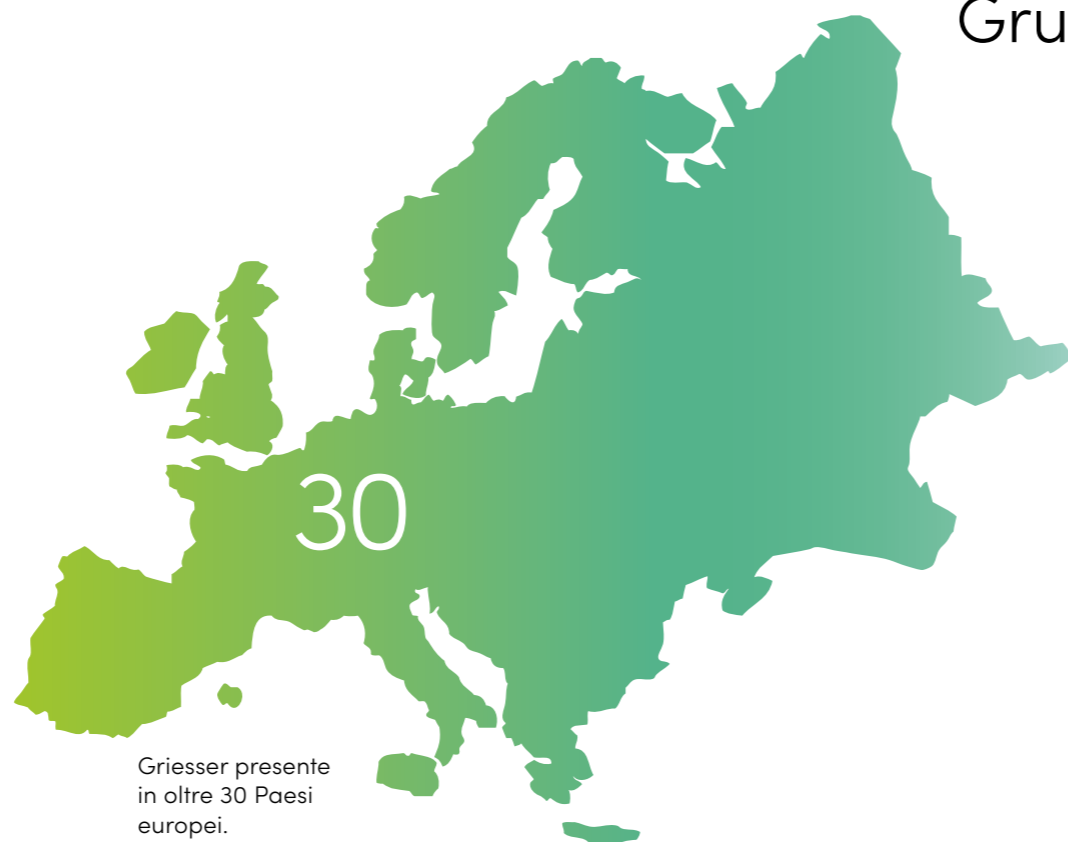 Gru
30
Griesser presente
in oltre 30 Paesi
europei.